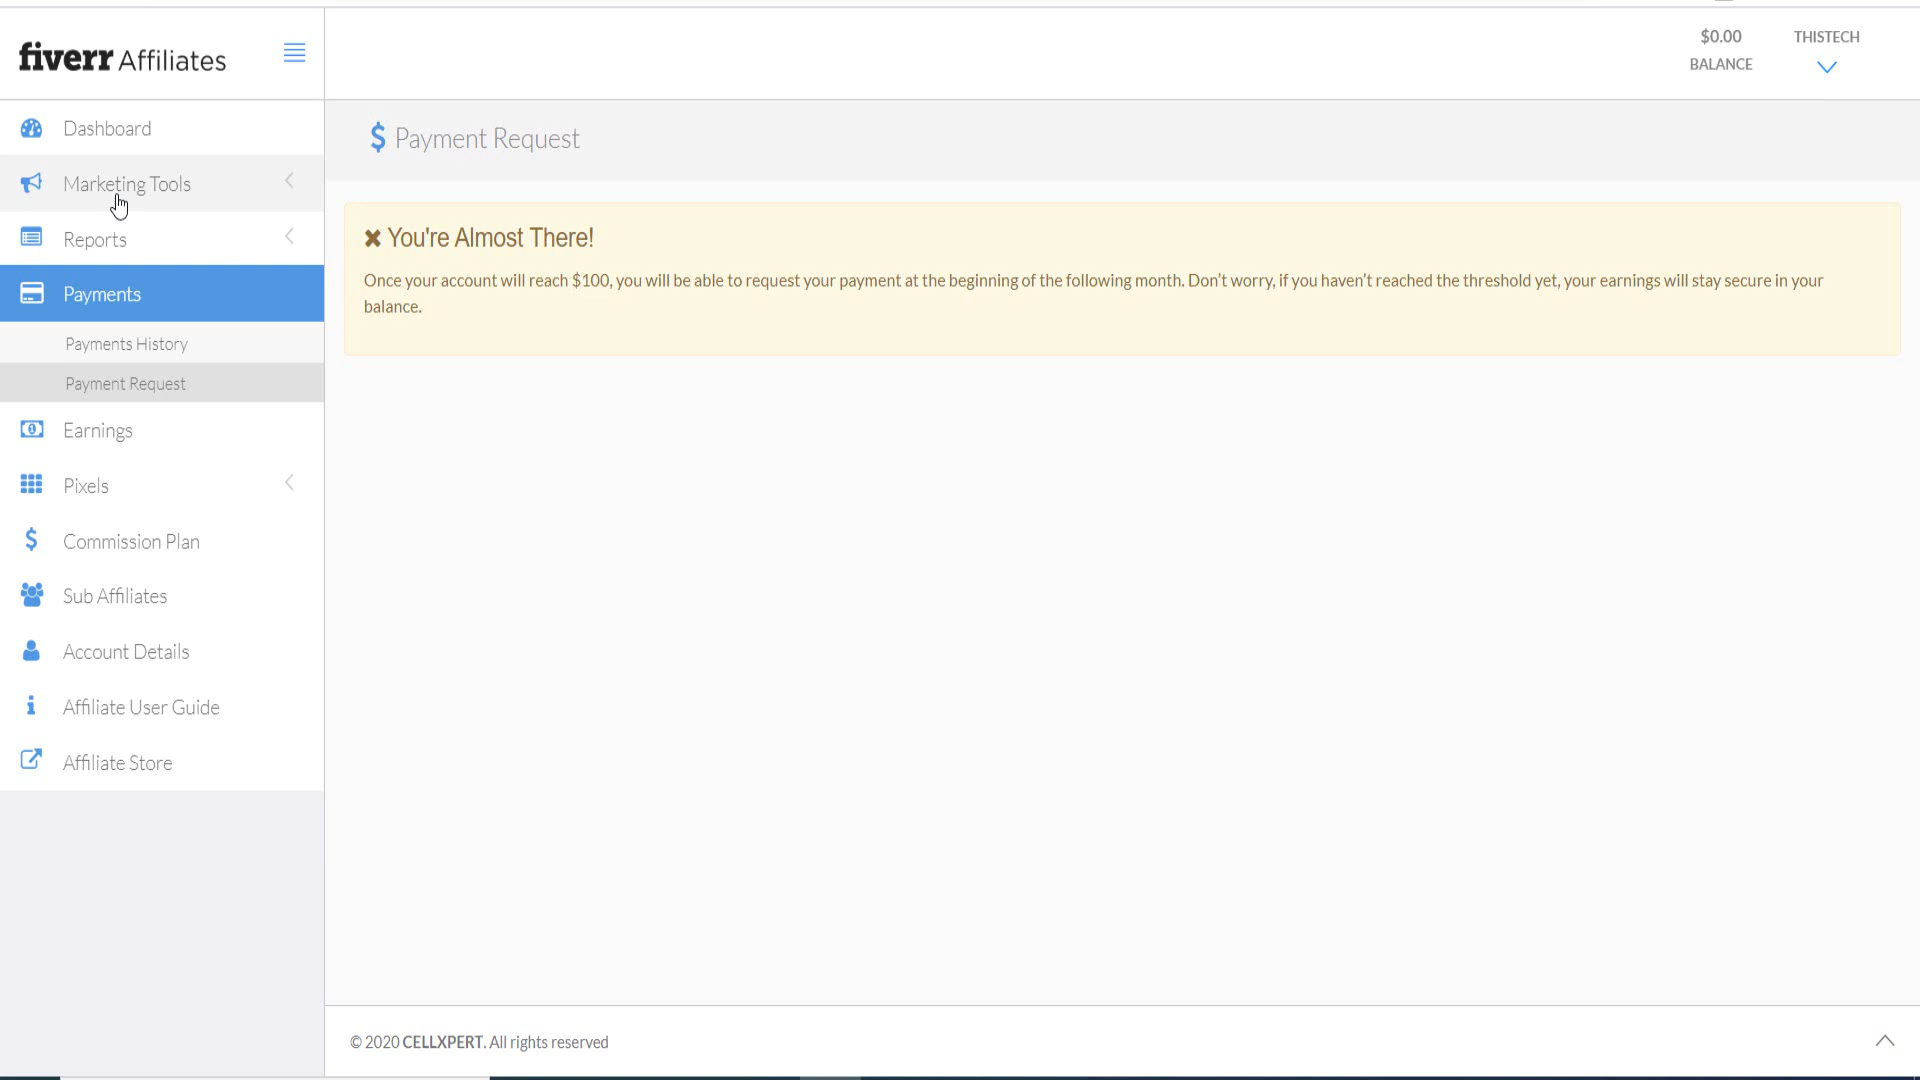 fiverr Affiliates
$0.00
BALANCE
THISTECH
Dashboard
Marketing Tools
Reports
Payments
Payments History
Payment Request
Earnings
Pixels
Commission Plan
Sub Affiliates
Account Details
Affiliate User Guide
Affiliate Store
$ Payment Request
✖ You're Almost There!
Once your account will reach $100, you will be able to request your payment at the beginning of the following month. Don't worry, if you haven't reached the threshold yet, your earnings will stay secure in your
balance.
© 2020 CELLXPERT. All rights reserved